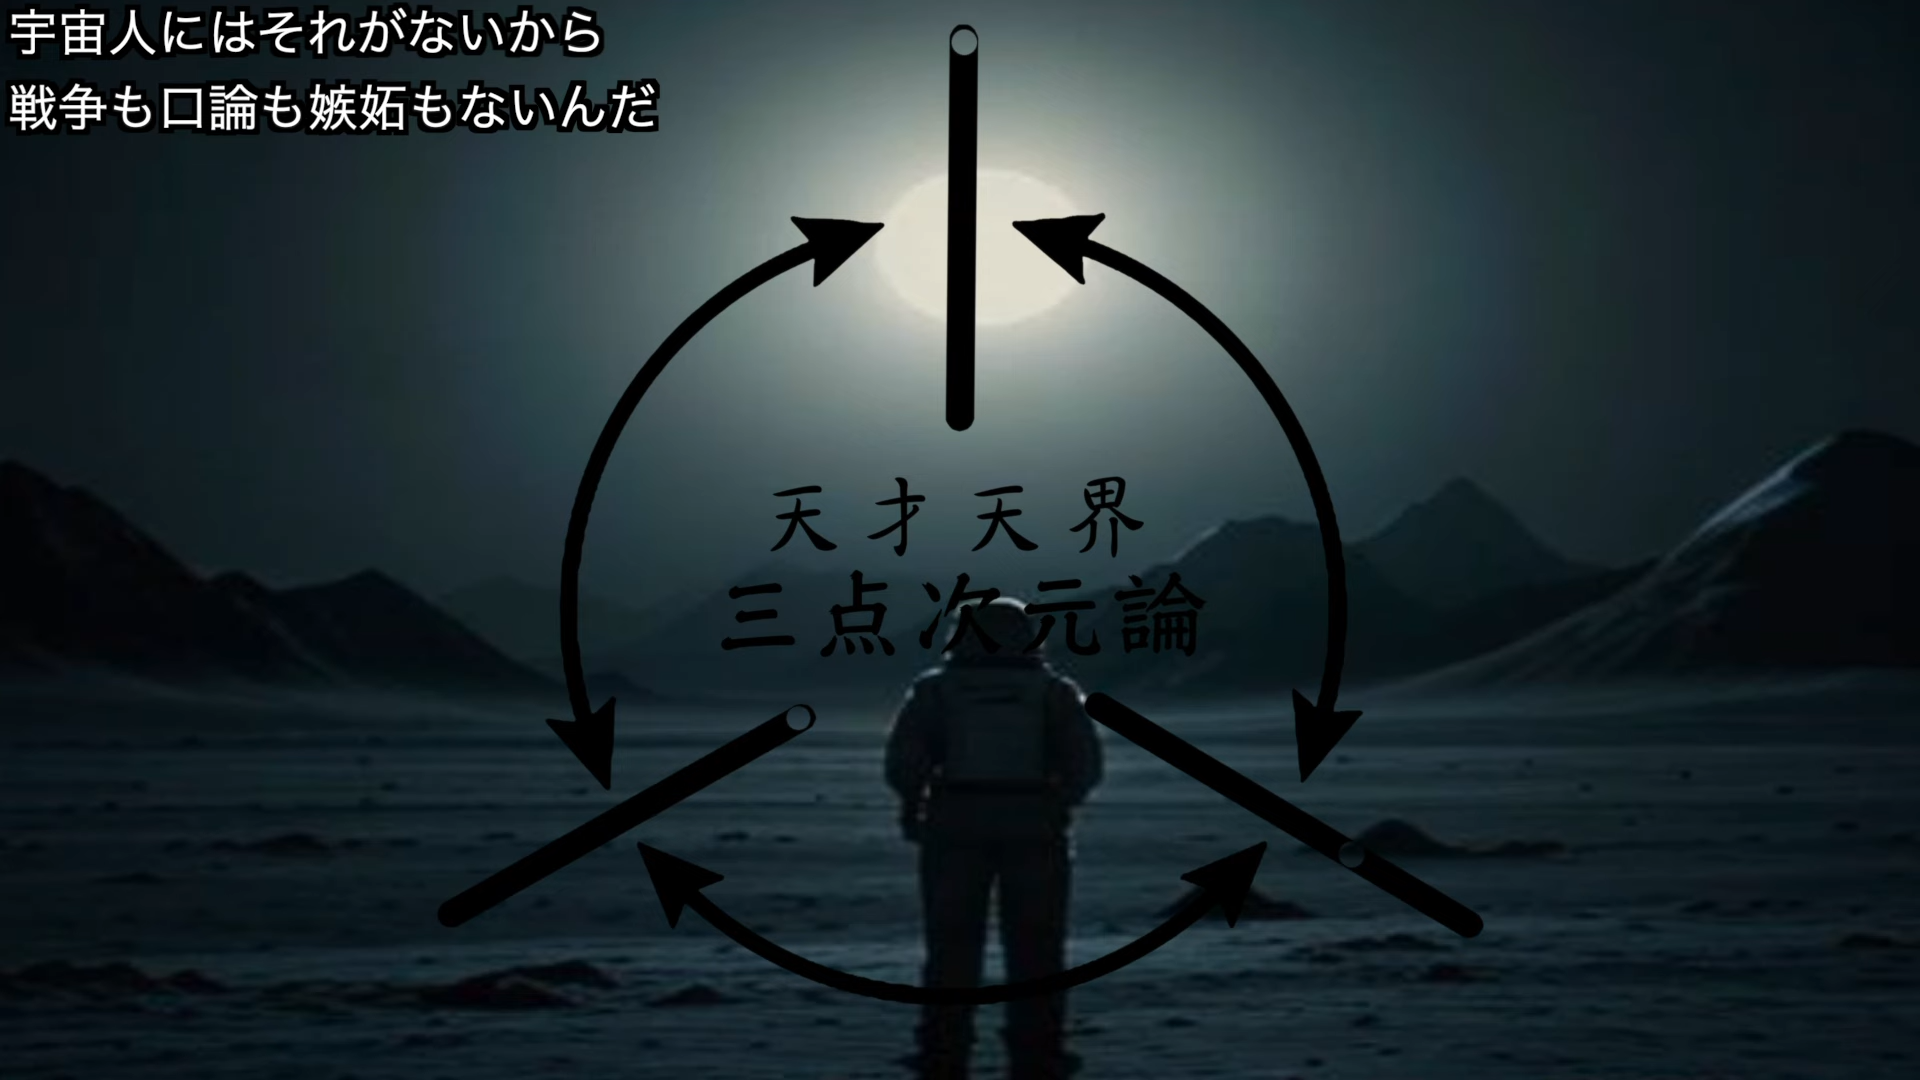 宇宙人にはそれがないから
戦争も口論も嫉妬もないんだ
天才天界
三点次元論